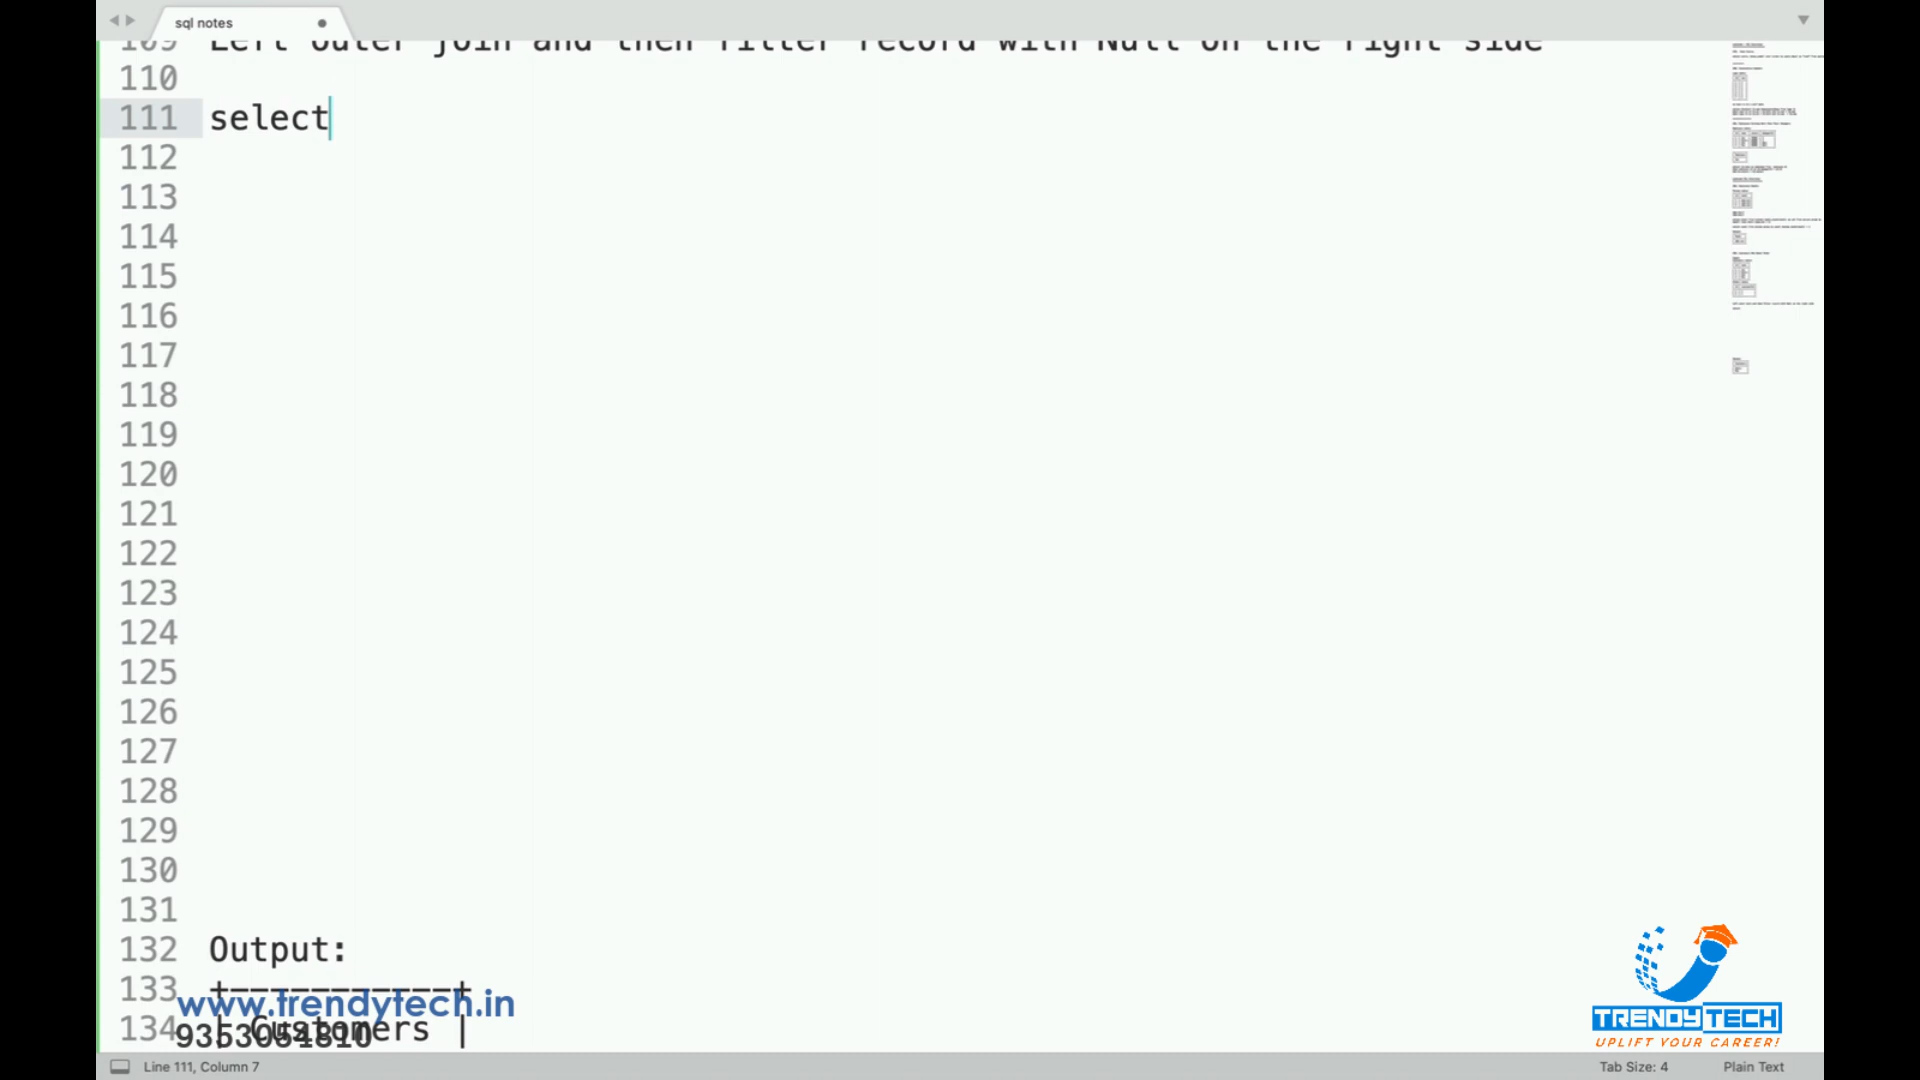 sql notes
109 Left outer join and then filter record with Null on the right side
110
111 select
112
113
114
115
116
117
118
119
120
121
122
123
124
125
126
127
128
129
130
131
132 Output:
133 +-----------+
www.trendytech.in
134 | Customers |
9353054810
TRENDYTECH
UPLIFT YOUR CAREER!
Line 111, Column 7
Tab Size: 4
Plain Text